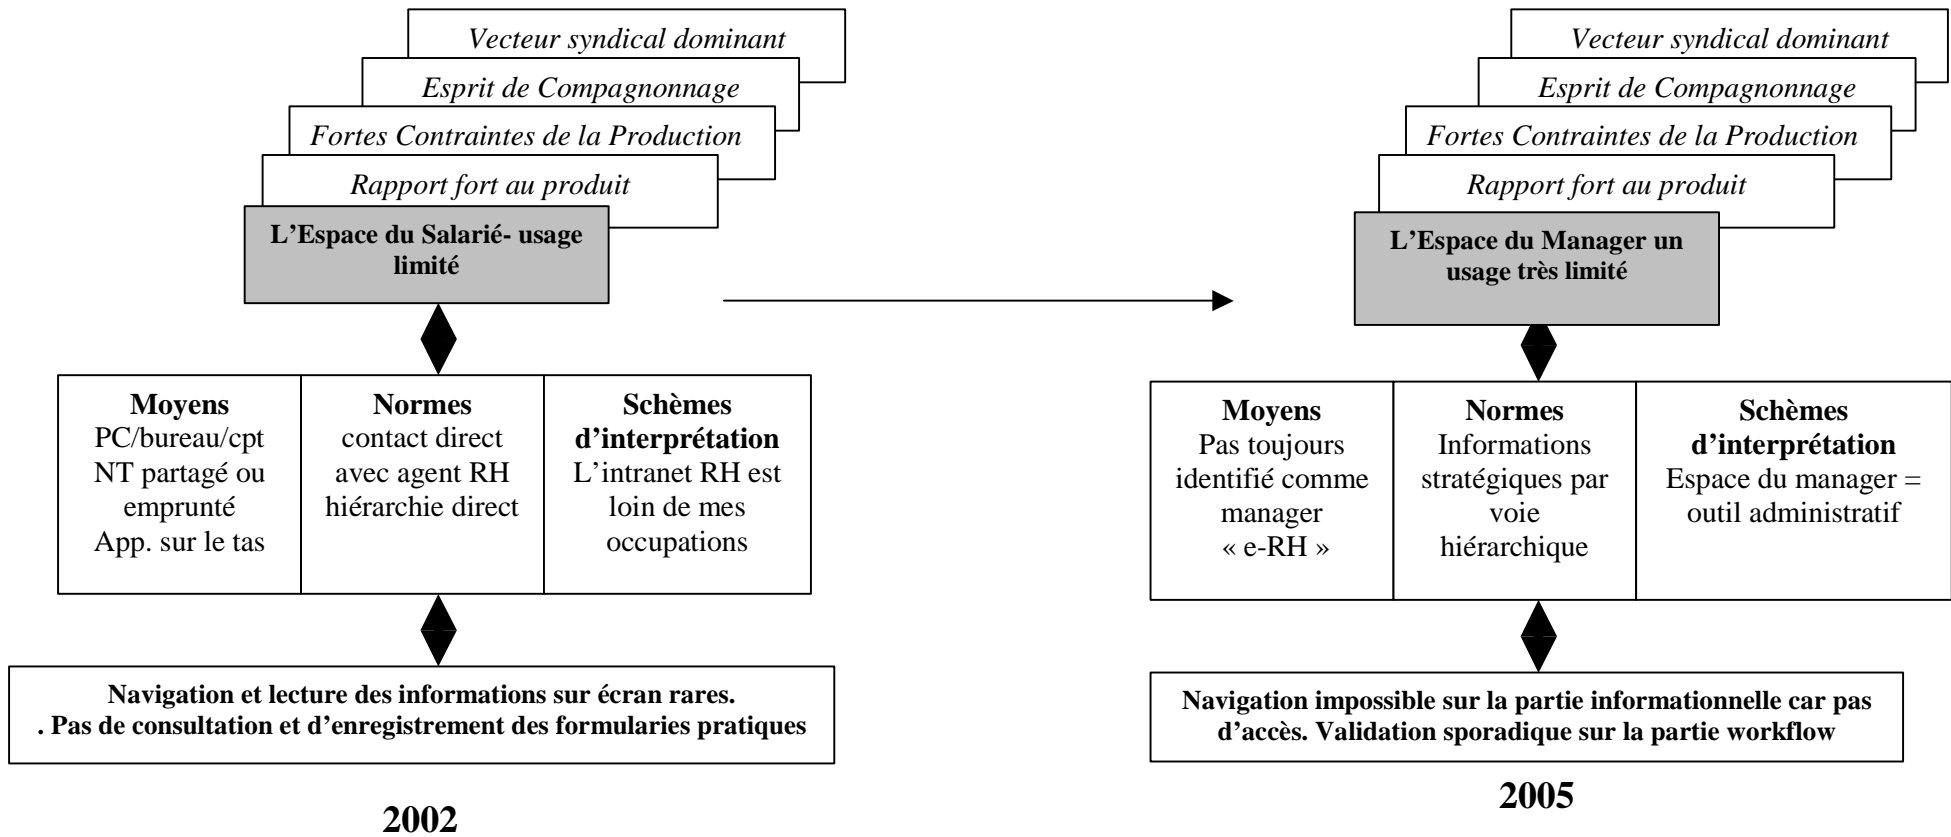 Vecteur syndical dominant
Esprit de Compagnonnage
Fortes Contraintes de la Production
Rapport fort au produit
L’Espace du Salarié- usage
limité
Moyens
PC/bureau/cpt
NT partagé ou
emprunté
App. sur le tas
Normes
contact direct
avec agent RH
hiérarchie direct
Schèmes
d’interprétation
L’intranet RH est
loin de mes
occupations
Navigation et lecture des informations sur écran rares.
. Pas de consultation et d’enregistrement des formularies pratiques
2002
Vecteur syndical dominant
Esprit de Compagnonnage
Fortes Contraintes de la Production
Rapport fort au produit
L’Espace du Manager un
usage très limité
Moyens
Pas toujours
identifié comme
manager
« e-RH »
Normes
Informations
stratégiques par
voie
hiérarchique
Schèmes
d’interprétation
Espace du manager =
outil administratif
Navigation impossible sur la partie informationnelle car pas
d’accès. Validation sporadique sur la partie workflow
2005